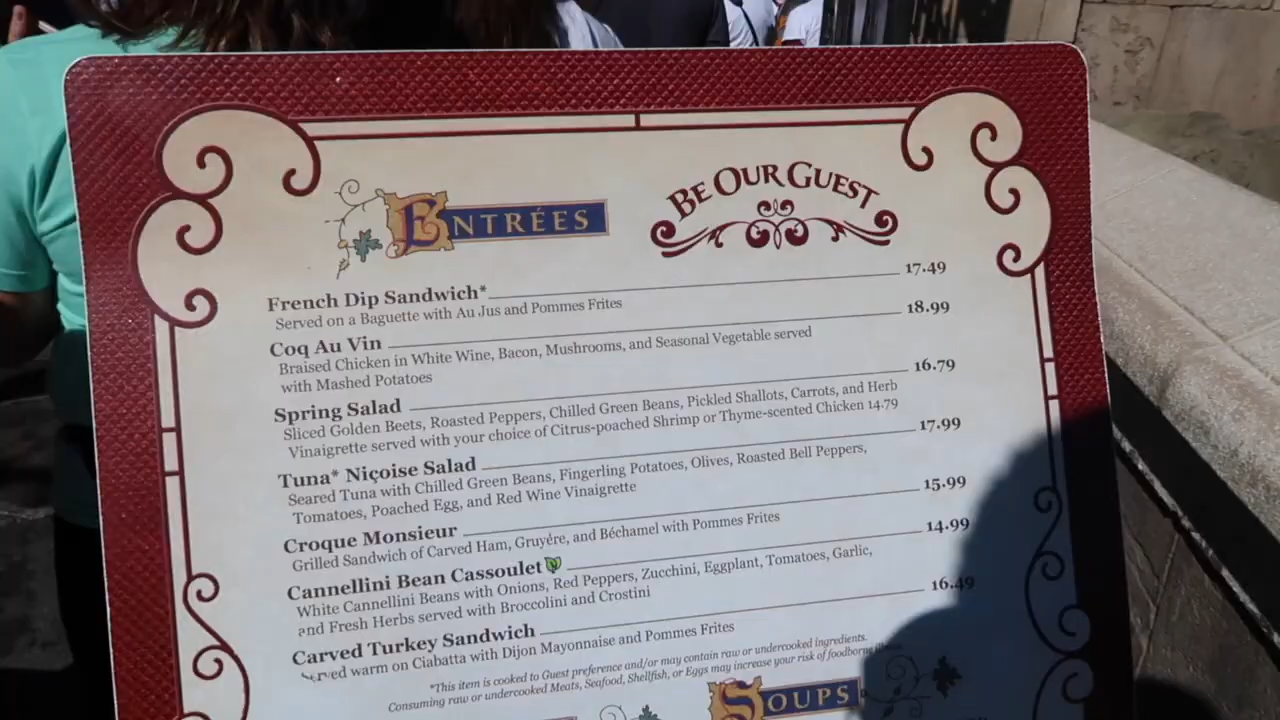 BE OUR GUEST
ENTRÉES
French Dip Sandwich* 17.49
Served on a Baguette with Au Jus and Pommes Frites
Coq Au Vin 18.99
Braised Chicken in White Wine, Bacon, Mushrooms, and Seasonal Vegetable served
with Mashed Potatoes
Spring Salad 16.79
Sliced Golden Beets, Roasted Peppers, Chilled Green Beans, Pickled Shallots, Carrots, and Herb
Vinaigrette served with your choice of Citrus-poached Shrimp or Thyme-scented Chicken 14.79
Tuna* Niçoise Salad 17.99
Seared Tuna with Chilled Green Beans, Fingerling Potatoes, Olives, Roasted Bell Peppers,
Tomatoes, Poached Egg, and Red Wine Vinaigrette
Croque Monsieur 15.99
Grilled Sandwich of Carved Ham, Gruyére, and Béchamel with Pommes Frites
Cannellini Bean Cassoulet 14.99
White Cannellini Beans with Onions, Red Peppers, Zucchini, Eggplant, Tomatoes, Garlic,
and Fresh Herbs served with Broccolini and Crostini
Carved Turkey Sandwich 16.49
Served warm on Ciabatta with Dijon Mayonnaise and Pommes Frites
*This item is cooked to Guest preference and/or may contain raw or undercooked ingredients.
Consuming raw or undercooked Meats, Seafood, Shellfish, or Eggs may increase your risk of foodborne
SOUPS